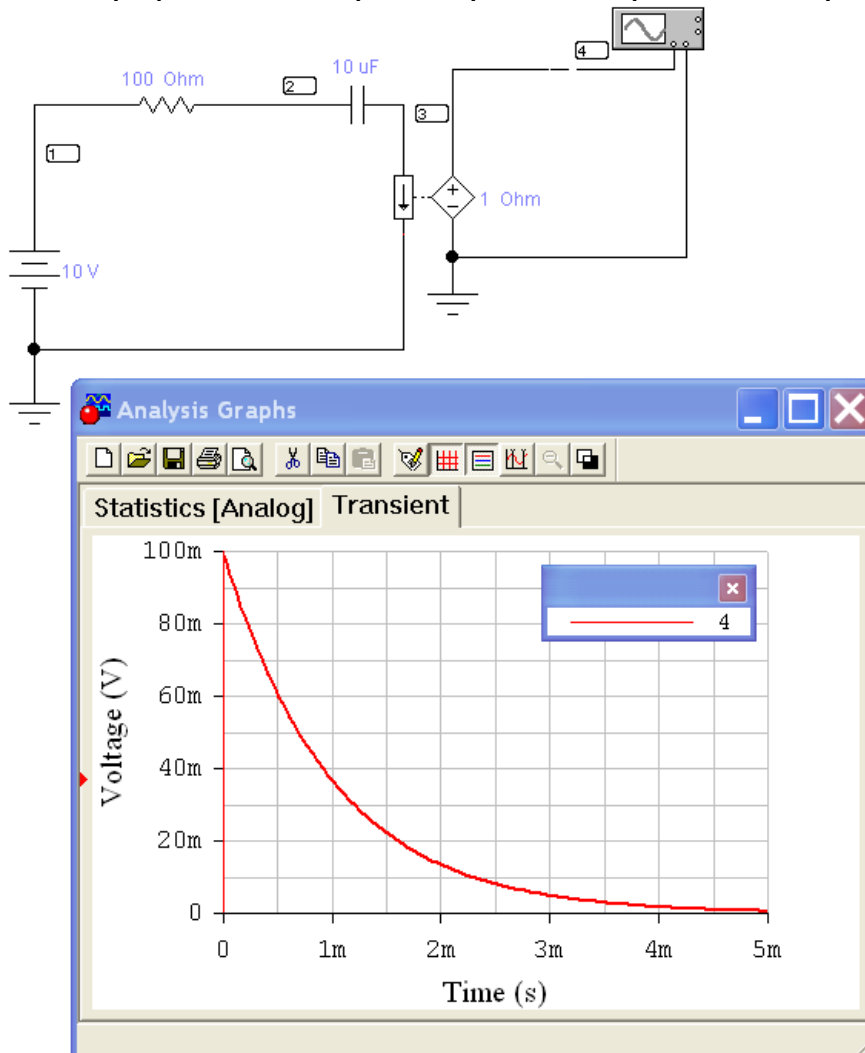 4
10 uF
100 Ohm
2
3
1
1 Ohm
10 V
Analysis Graphs
Statistics [Analog] Transient
100m
80m
60m
40m
20m
0
Voltage (V)
4
0 1m 2m 3m 4m 5m
Time (s)